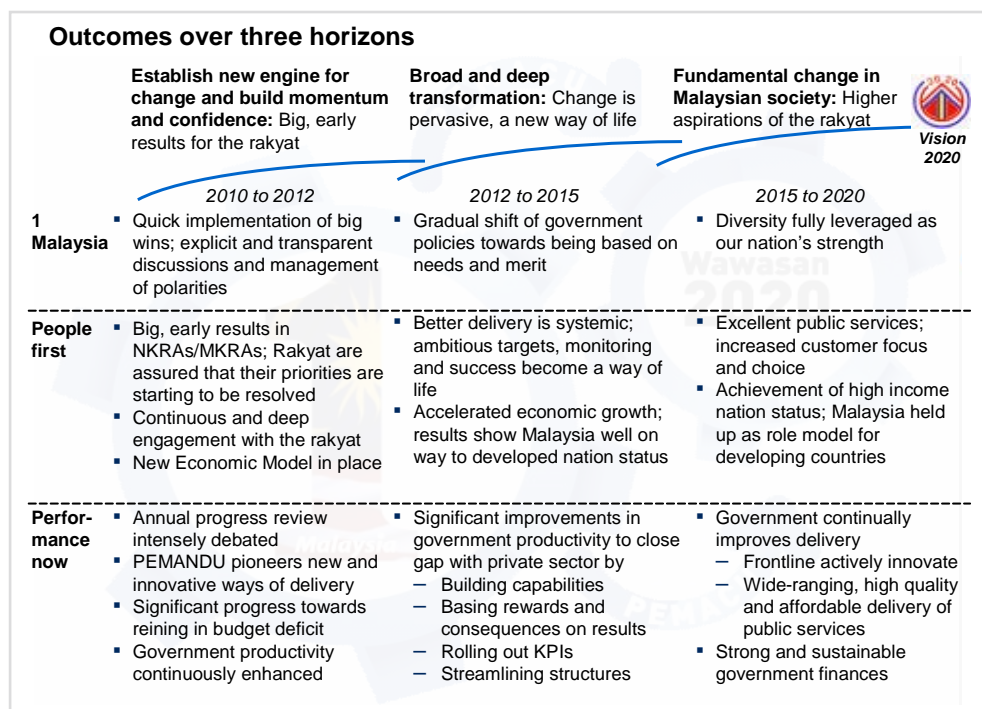 Outcomes over three horizons
Establish new engine for
change and build momentum
and confidence: Big, early
results for the rakyat
Broad and deep
transformation: Change is
pervasive, a new way of life
Fundamental change in
Malaysian society: Higher
aspirations of the rakyat
Vision
2020
2010 to 2012
2012 to 2015
2015 to 2020
1
Malaysia
▪ Quick implementation of big
wins; explicit and transparent
discussions and management
of polarities
▪ Gradual shift of government
policies towards being based on
needs and merit
▪ Diversity fully leveraged as
our nation's strength
Wawasan
2020
People
first
▪ Big, early results in
NKRAs/MKRAs; Rakyat are
assured that their priorities are
starting to be resolved
▪ Continuous and deep
engagement with the rakyat
▪ New Economic Model in place
▪ Better delivery is systemic;
ambitious targets, monitoring
and success become a way of
life
▪ Accelerated economic growth;
results show Malaysia well on
way to developed nation status
▪ Excellent public services;
increased customer focus
and choice
▪ Achievement of high income
nation status; Malaysia held
up as role model for
developing countries
Perfor-
mance
now
▪ Annual progress review
intensely debated
▪ PEMANDU pioneers new and
innovative ways of delivery
▪ Significant progress towards
reining in budget deficit
▪ Government productivity
continuously enhanced
Malaysia
▪ Significant improvements in
government productivity to close
gap with private sector by
– Building capabilities
– Basing rewards and
consequences on results
– Rolling out KPIs
– Streamlining structures
▪ Government continually
improves delivery
– Frontline actively innovate
– Wide-ranging, high quality
and affordable delivery of
public services
▪ Strong and sustainable
government finances